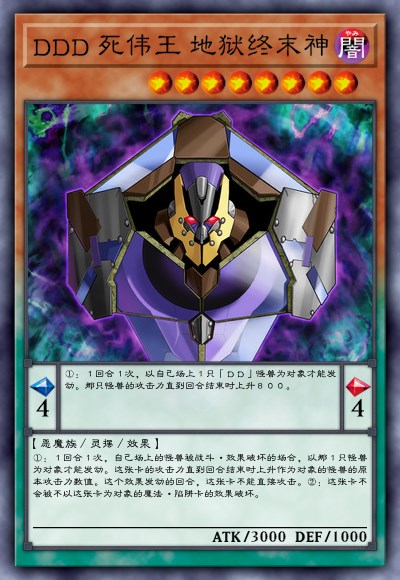 DDD 死伟王 地狱终末神
やみ
闇
①：1回合1次，以自己场上1只「DD」怪兽为对象才能发
动。那只怪兽的攻击力直到回合结束时上升800。
4
4
【恶魔族／灵摆／效果】
①：1回合1次，自己场上的怪兽被战斗·效果破坏的场合，以那1只怪兽
为对象才能发动。这张卡的攻击力直到回合结束时上升作为对象的怪兽的原
本攻击力数值。这个效果发动的回合，这张卡不能直接攻击。②：这张卡不
会被不以这张卡为对象的魔法·陷阱卡的效果破坏。
ATK/3000 DEF/1000